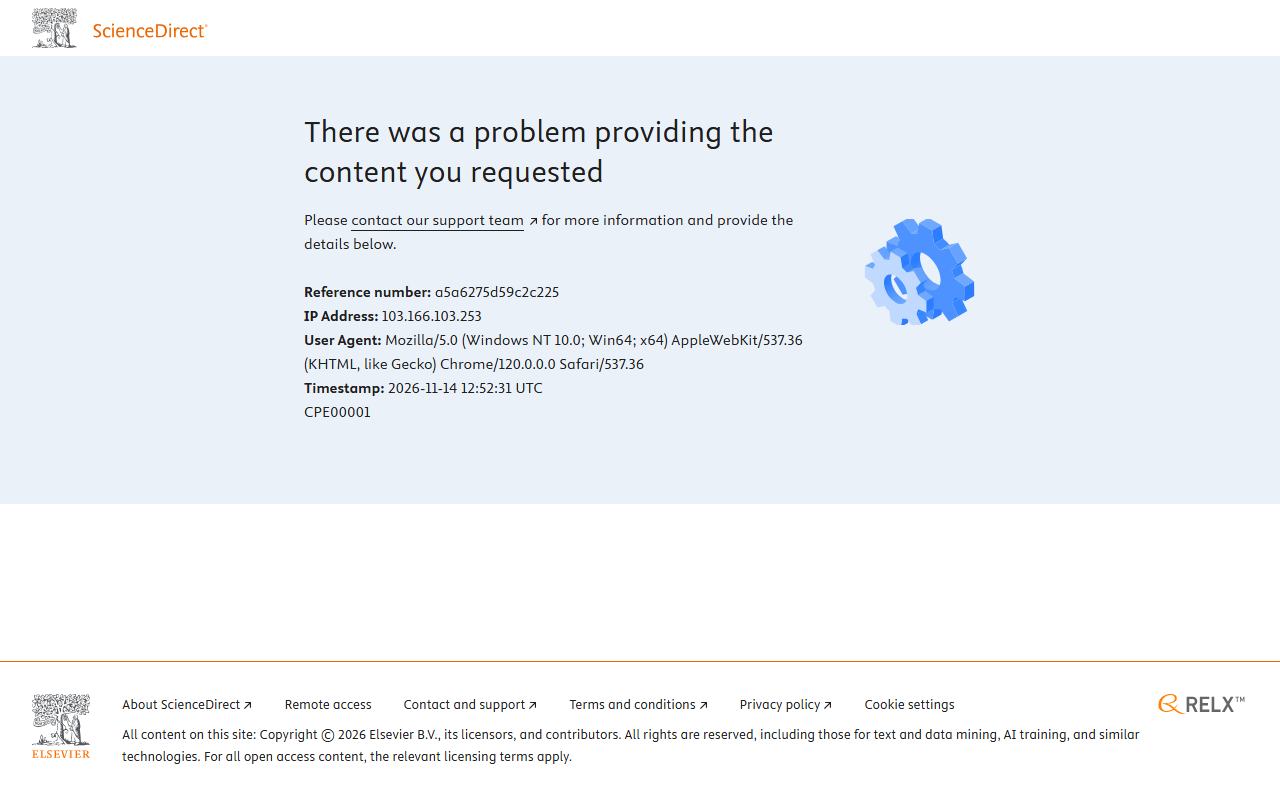 ScienceDirect®
There was a problem providing the
content you requested
Please contact our support team ↗ for more information and provide the
details below.
Reference number: a5a6275d59c2c225
IP Address: 103.166.103.253
User Agent: Mozilla/5.0 (Windows NT 10.0; Win64; x64) AppleWebKit/537.36
(KHTML, like Gecko) Chrome/120.0.0.0 Safari/537.36
Timestamp: 2026-11-14 12:52:31 UTC
CPE00001
About ScienceDirect ↗ Remote access Contact and support ↗ Terms and conditions ↗ Privacy policy ↗ Cookie settings
All content on this site: Copyright © 2026 Elsevier B.V., its licensors, and contributors. All rights are reserved, including those for text and data mining, AI training, and similar
technologies. For all open access content, the relevant licensing terms apply.
ELSEVIER
RELX™